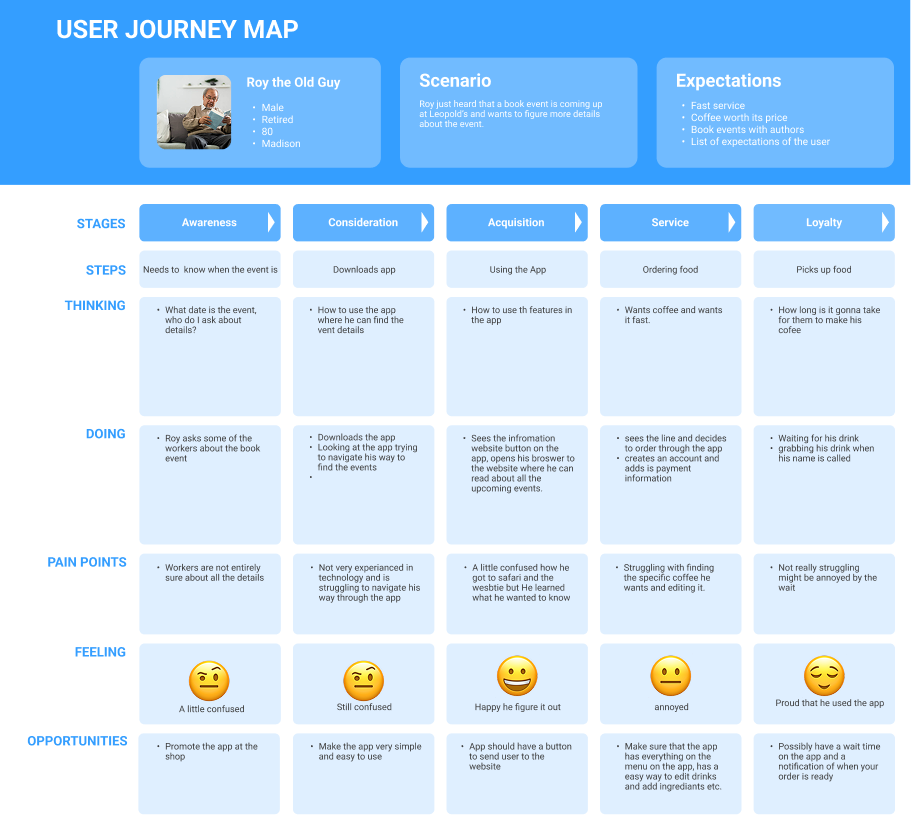 USER JOURNEY MAP
Roy the Old Guy
• Male
• Retired
• 80
• Madison
Scenario
Roy just heard that a book event is coming up
at Leopold's and wants to figure more details
about the event.
Expectations
• Fast service
• Coffee worth its price
• Book events with authors
• List of expectations of the user
STAGES
Awareness
Consideration
Acquisition
Service
Loyalty
STEPS
Needs to know when the event is
Downloads app
Using the App
Ordering food
Picks up food
THINKING
• What date is the event,
who do I ask about
details?
• How to use the app
where he can find the
vent details
• How to use th features in
the app
• Wants coffee and wants
it fast.
• How long is it gonna take
for them to make his
cofee
DOING
• Roy asks some of the
workers about the book
event
• Downloads the app
• Looking at the app trying
to navigate his way to
find the events
•
• Sees the infromation
website button on the
app, opens his broswer to
the website where he can
read about all the
upcoming events.
• sees the line and decides
to order through the app
• creates an account and
adds is payment
information
• Waiting for his drink
• grabbing his drink when
his name is called
PAIN POINTS
• Workers are not entirely
sure about all the details
• Not very experianced in
technology and is
struggling to navigate his
way through the app
• A little confused how he
got to safari and the
wesbtie but He learned
what he wanted to know
• Struggling with finding
the specific coffee he
wants and editing it.
• Not really struggling
might be annoyed by the
wait
FEELING
A little confused
Still confused
Happy he figure it out
annoyed
Proud that he used the app
OPPORTUNITIES
• Promote the app at the
shop
• Make the app very simple
and easy to use
• App should have a button
to send user to the
website
• Make sure that the app
has everything on the
menu on the app, has a
easy way to edit drinks
and add ingrediants etc.
• Possibly have a wait time
on the app and a
notification of when your
order is ready